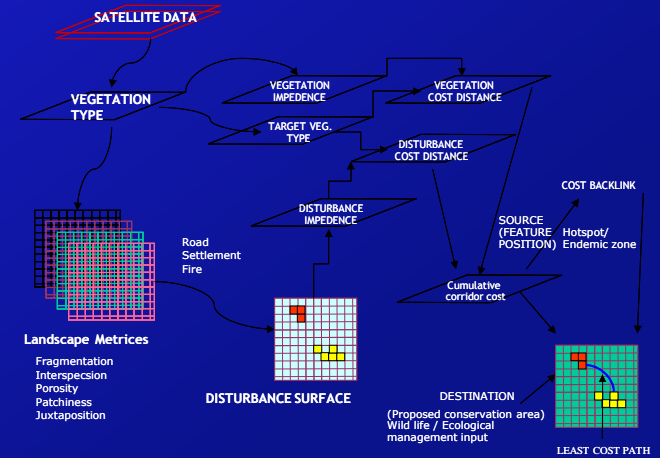 SATELLITE DATA
VEGETATION
TYPE
VEGETATION
IMPEDENCE
VEGETATION
COST DISTANCE
TARGET VEG.
TYPE
DISTURBANCE
COST DISTANCE
DISTURBANCE
IMPEDENCE
COST BACKLINK
SOURCE
(FEATURE
POSITION)
Hotspot/
Endemic zone
Road
Settlement
Fire
Cumulative
corridor cost
Landscape Metrices
Fragmentation
Interspecsion
Porosity
Patchiness
Juxtaposition
DISTURBANCE SURFACE
DESTINATION
(Proposed conservation area)
Wild life / Ecological
management input
LEAST COST PATH